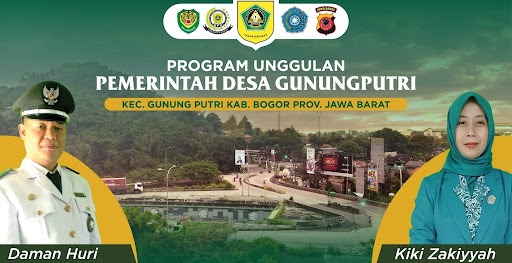 PROGRAM UNGGULAN
PEMERINTAH DESA GUNUNGPUTRI
KEC. GUNUNG PUTRI KAB. BOGOR PROV. JAWA BARAT
Daman Huri
Kiki Zakiyyah